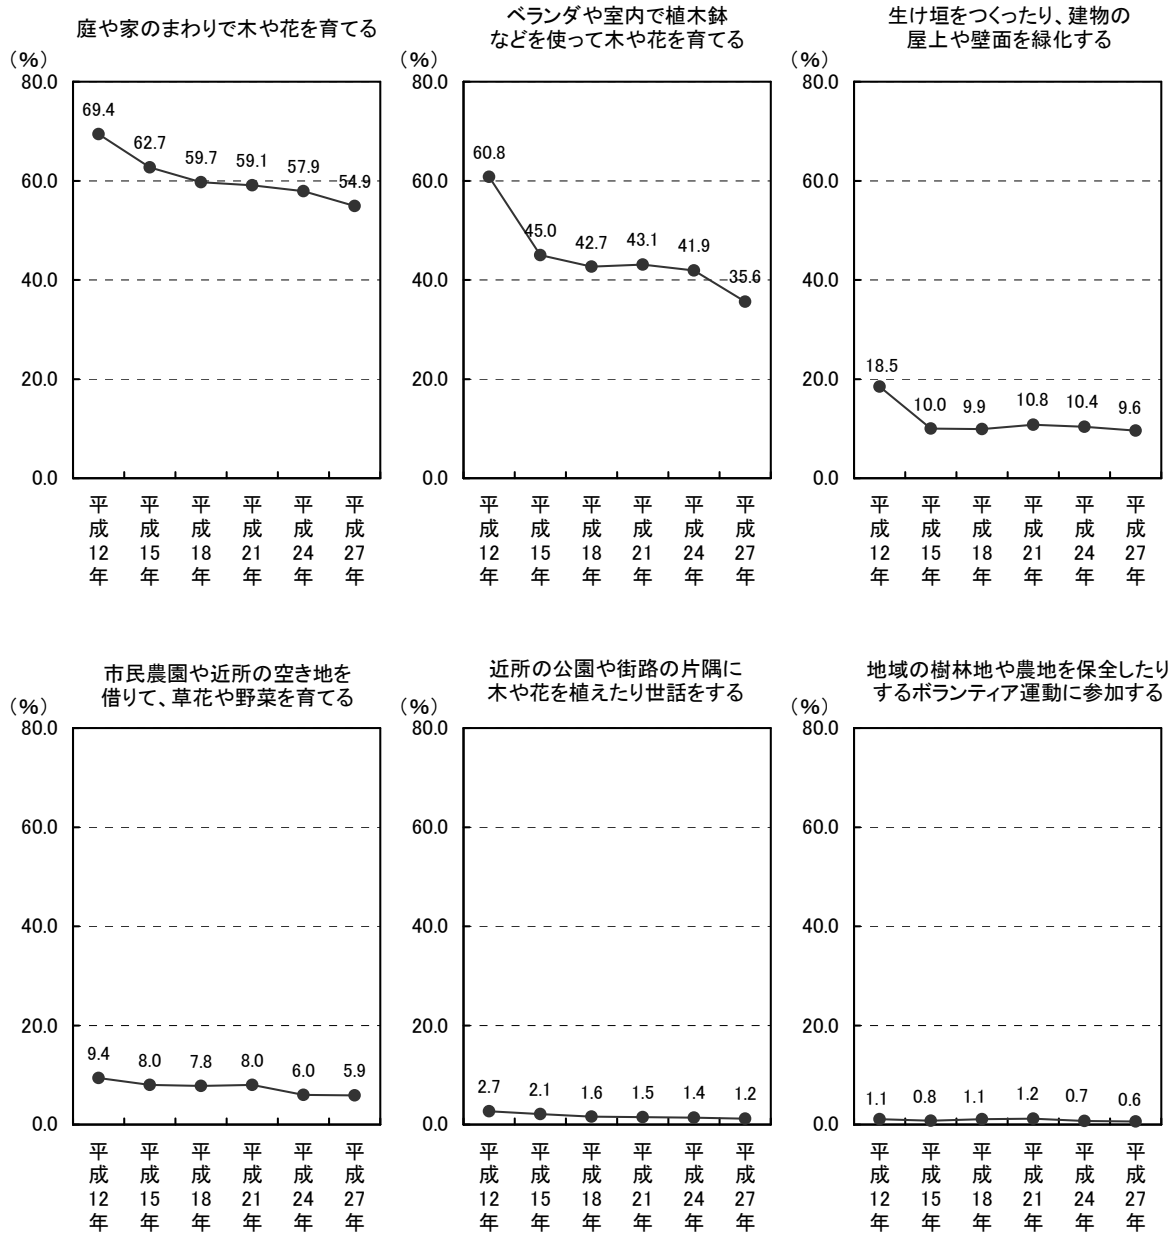 庭や家のまわりで木や花を育てる
(%)
80.0
60.0
40.0
20.0
0.0
69.4
62.7
59.7
59.1
57.9
54.9
平成12年
平成15年
平成18年
平成21年
平成24年
平成27年
ベランダや室内で植木鉢
などを使って木や花を育てる
(%)
80.0
60.0
40.0
20.0
0.0
60.8
45.0
42.7
43.1
41.9
35.6
平成12年
平成15年
平成18年
平成21年
平成24年
平成27年
生け垣をつくったり、建物の
屋上や壁面を緑化する
(%)
80.0
60.0
40.0
20.0
0.0
18.5
10.0
9.9
10.8
10.4
9.6
平成12年
平成15年
平成18年
平成21年
平成24年
平成27年
市民農園や近所の空き地を
借りて、草花や野菜を育てる
(%)
80.0
60.0
40.0
20.0
0.0
9.4
8.0
7.8
8.0
6.0
5.9
平成12年
平成15年
平成18年
平成21年
平成24年
平成27年
近所の公園や街路の片隅に
木や花を植えたり世話をする
(%)
80.0
60.0
40.0
20.0
0.0
2.7
2.1
1.6
1.5
1.4
1.2
平成12年
平成15年
平成18年
平成21年
平成24年
平成27年
地域の樹林地や農地を保全したり
するボランティア運動に参加する
(%)
80.0
60.0
40.0
20.0
0.0
1.1
0.8
1.1
1.2
0.7
0.6
平成12年
平成15年
平成18年
平成21年
平成24年
平成27年